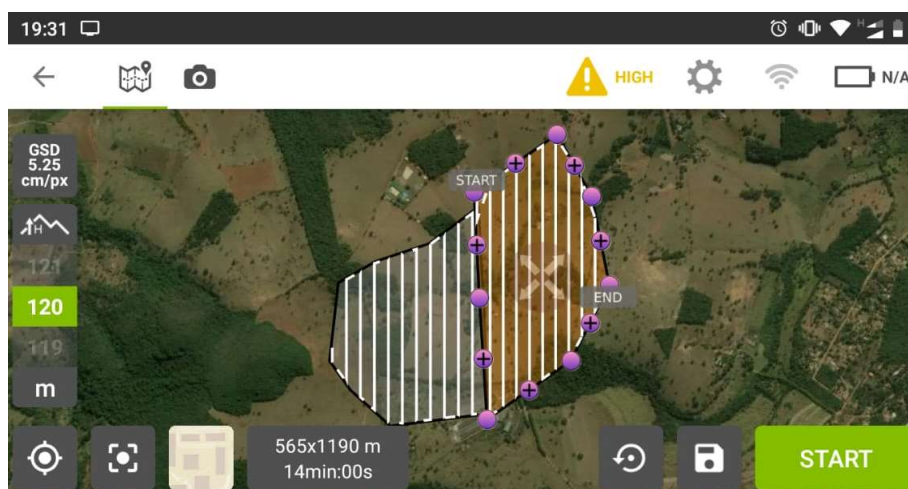 19:31
H
HIGH
N/A
GSD
5.25
cm/px
START
H
121
120
END
119
m
565x1190 m
14min:00s
START